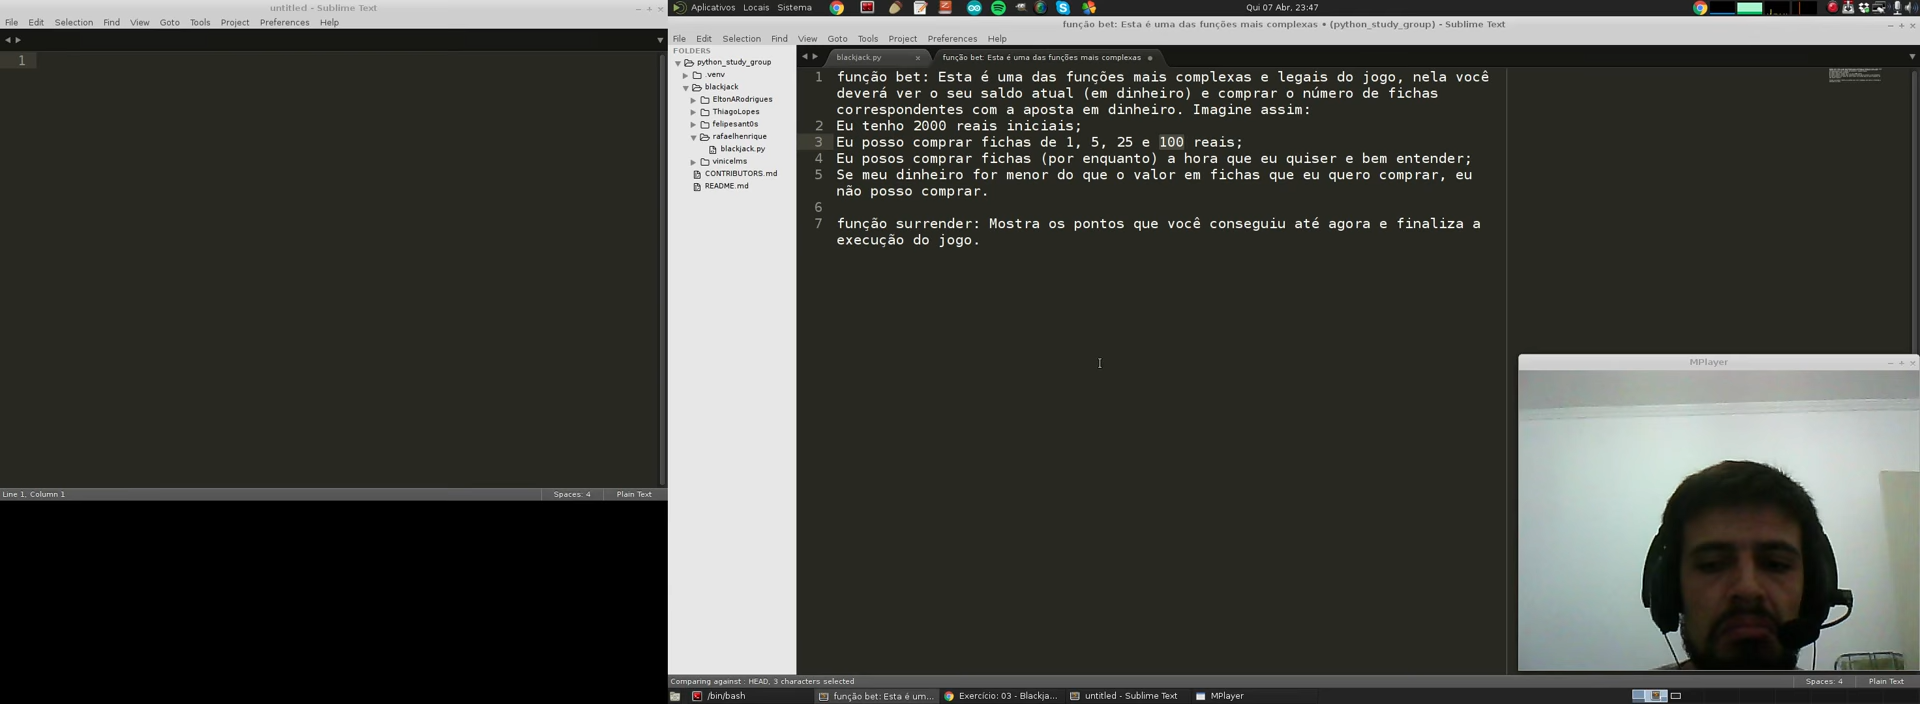 untitled - Sublime Text
File Edit Selection Find View Goto Tools Project Preferences Help
1
Line 1, Column 1 Spaces: 4 Plain Text
Aplicativos Locais Sistema Qui 07 Abr, 23:47
função bet: Esta é uma das funções mais complexas • (python_study_group) - Sublime Text
File Edit Selection Find View Goto Tools Project Preferences Help
FOLDERS
python_study_group
.venv
blackjack
EltonARodrigues
ThiagoLopes
felipesant0s
rafaelhenrique
blackjack.py
vinicelms
CONTRIBUTORS.md
README.md
blackjack.py × função bet: Esta é uma das funções mais complexas
1 função bet: Esta é uma das funções mais complexas e legais do jogo, nela você
deverá ver o seu saldo atual (em dinheiro) e comprar o número de fichas
correspondentes com a aposta em dinheiro. Imagine assim:
2 Eu tenho 2000 reais iniciais;
3 Eu posso comprar fichas de 1, 5, 25 e 100 reais;
4 Eu posos comprar fichas (por enquanto) a hora que eu quiser e bem entender;
5 Se meu dinheiro for menor do que o valor em fichas que eu quero comprar, eu
não posso comprar.
6
7 função surrender: Mostra os pontos que você conseguiu até agora e finaliza a
execução do jogo.
MPlayer
Comparing against : HEAD, 3 characters selected Spaces: 4 Plain Text
/bin/bash função bet: Esta é um... Exercício: 03 - Blackja... untitled - Sublime Text MPlayer